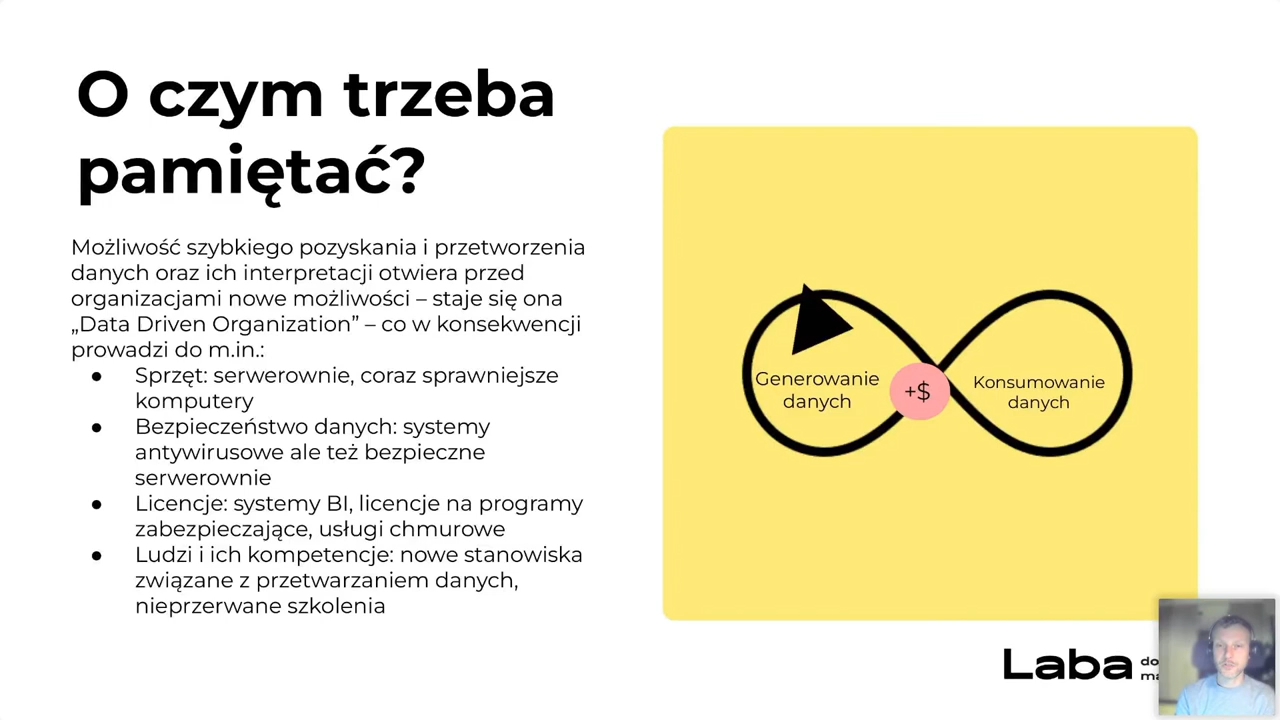 O czym trzeba
pamiętać?
Możliwość szybkiego pozyskania i przetworzenia
danych oraz ich interpretacji otwiera przed
organizacjami nowe możliwości – staje się ona
„Data Driven Organization” – co w konsekwencji
prowadzi do m.in.:
● Sprzęt: serwerownie, coraz sprawniejsze
komputery
● Bezpieczeństwo danych: systemy
antywirusowe ale też bezpieczne
serwerownie
● Licencje: systemy BI, licencje na programy
zabezpieczające, usługi chmurowe
● Ludzi i ich kompetencje: nowe stanowiska
związane z przetwarzaniem danych,
nieprzerwane szkolenia
Generowanie
danych
+$
Konsumowanie
danych
Laba